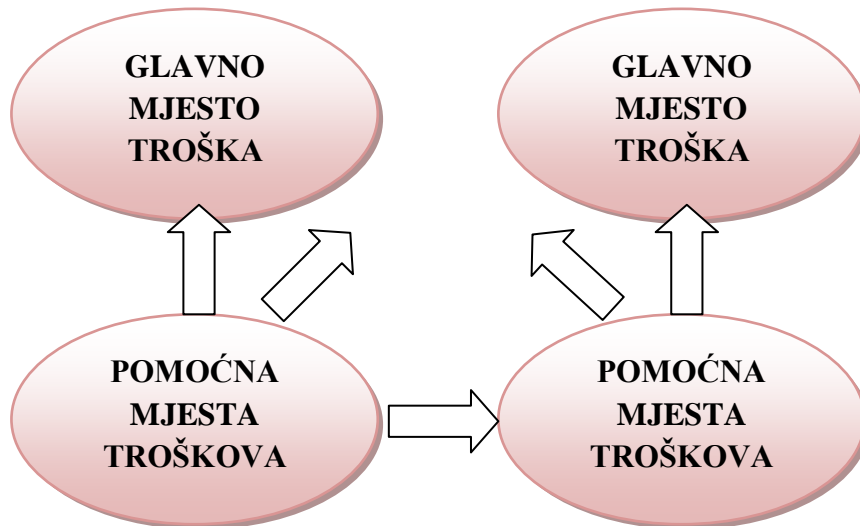 GLAVNO
MJESTO
TROŠKA
GLAVNO
MJESTO
TROŠKA
POMOĆNA
MJESTA
TROŠKOVA
POMOĆNA
MJESTA
TROŠKOVA